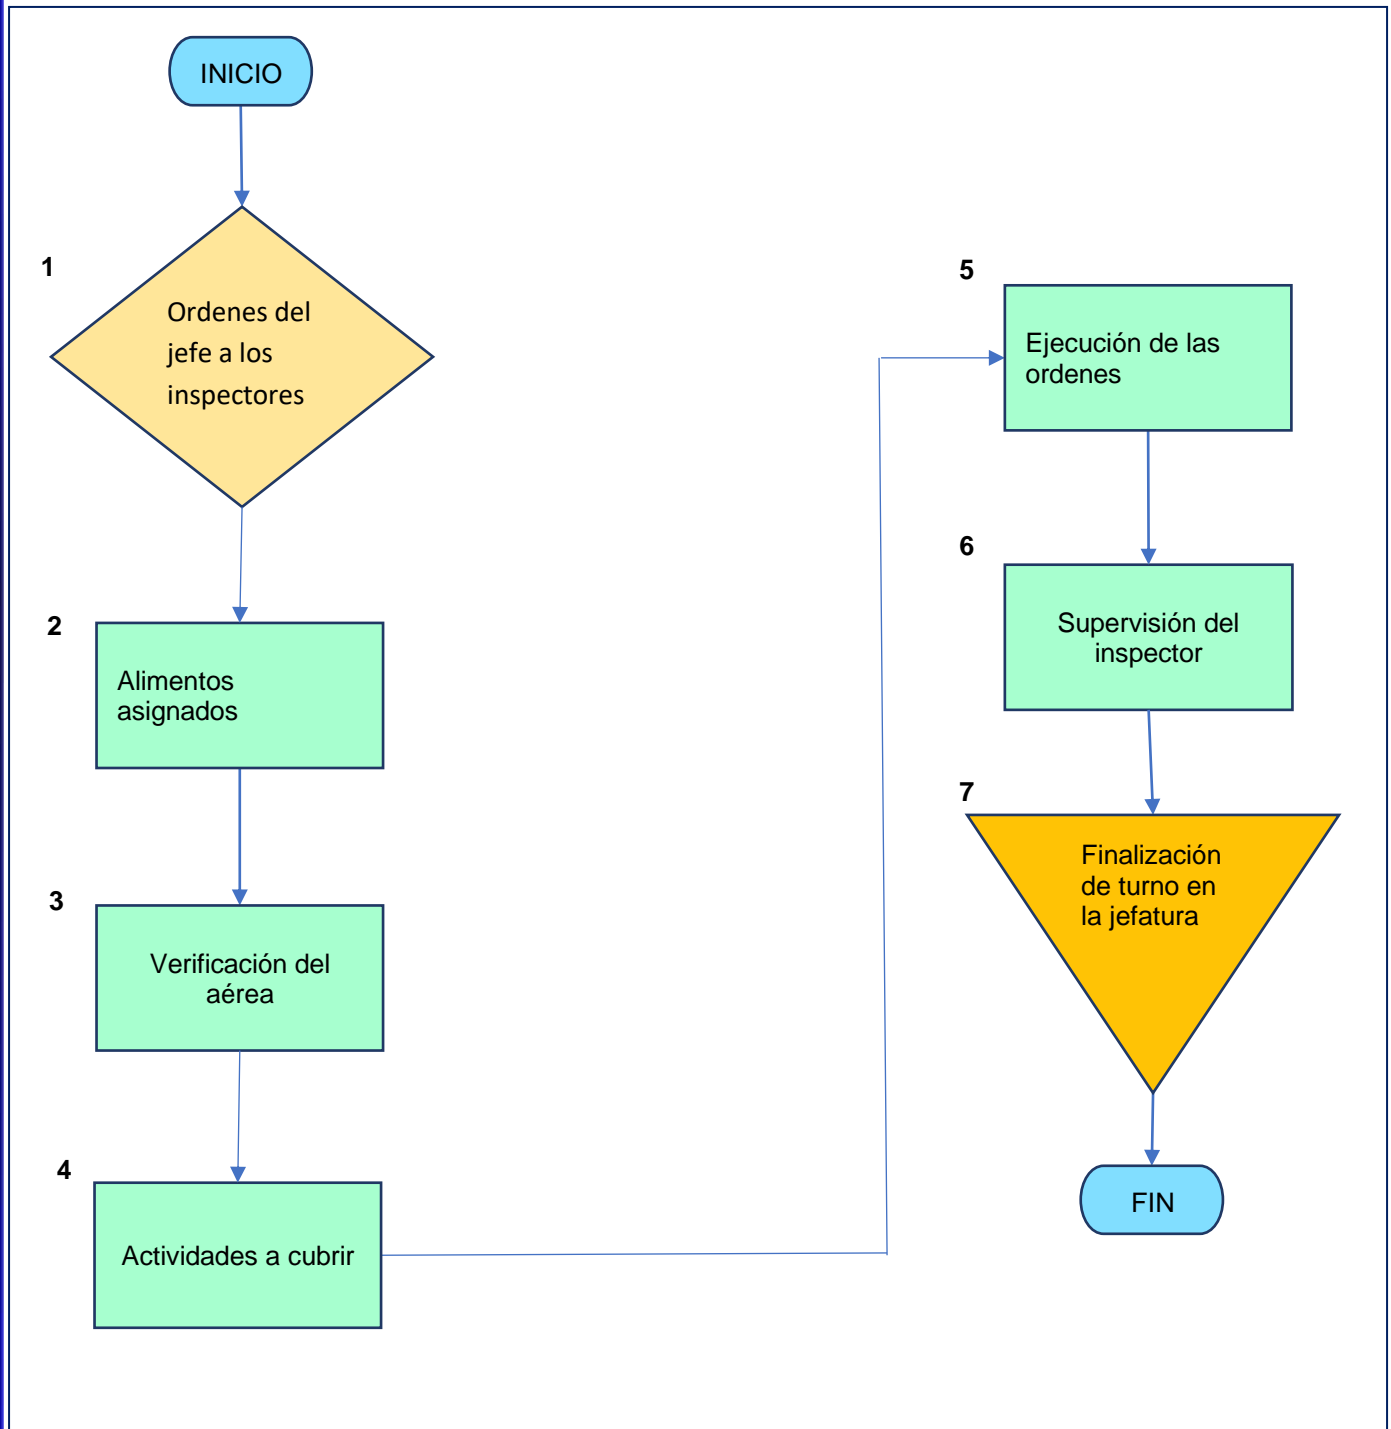 INICIO
1
Ordenes del
jefe a los
inspectores
2
Alimentos
asignados
3
Verificación del
aérea
4
Actividades a cubrir
5
Ejecución de las
ordenes
6
Supervisión del
inspector
7
Finalización
de turno en
la jefatura
FIN